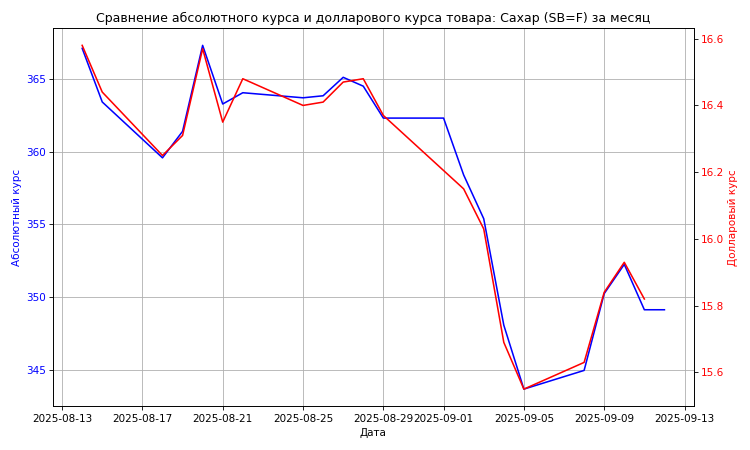 Сравнение абсолютного курса и долларового курса товара: Сахар (SB=F) за месяц
Абсолютный курс
365
360
355
350
345
16.6
16.4
16.2
16.0
15.8
15.6
Долларовый курс
2025-08-13 2025-08-17 2025-08-21 2025-08-25 2025-08-29 2025-09-01 2025-09-05 2025-09-09 2025-09-13
Дата